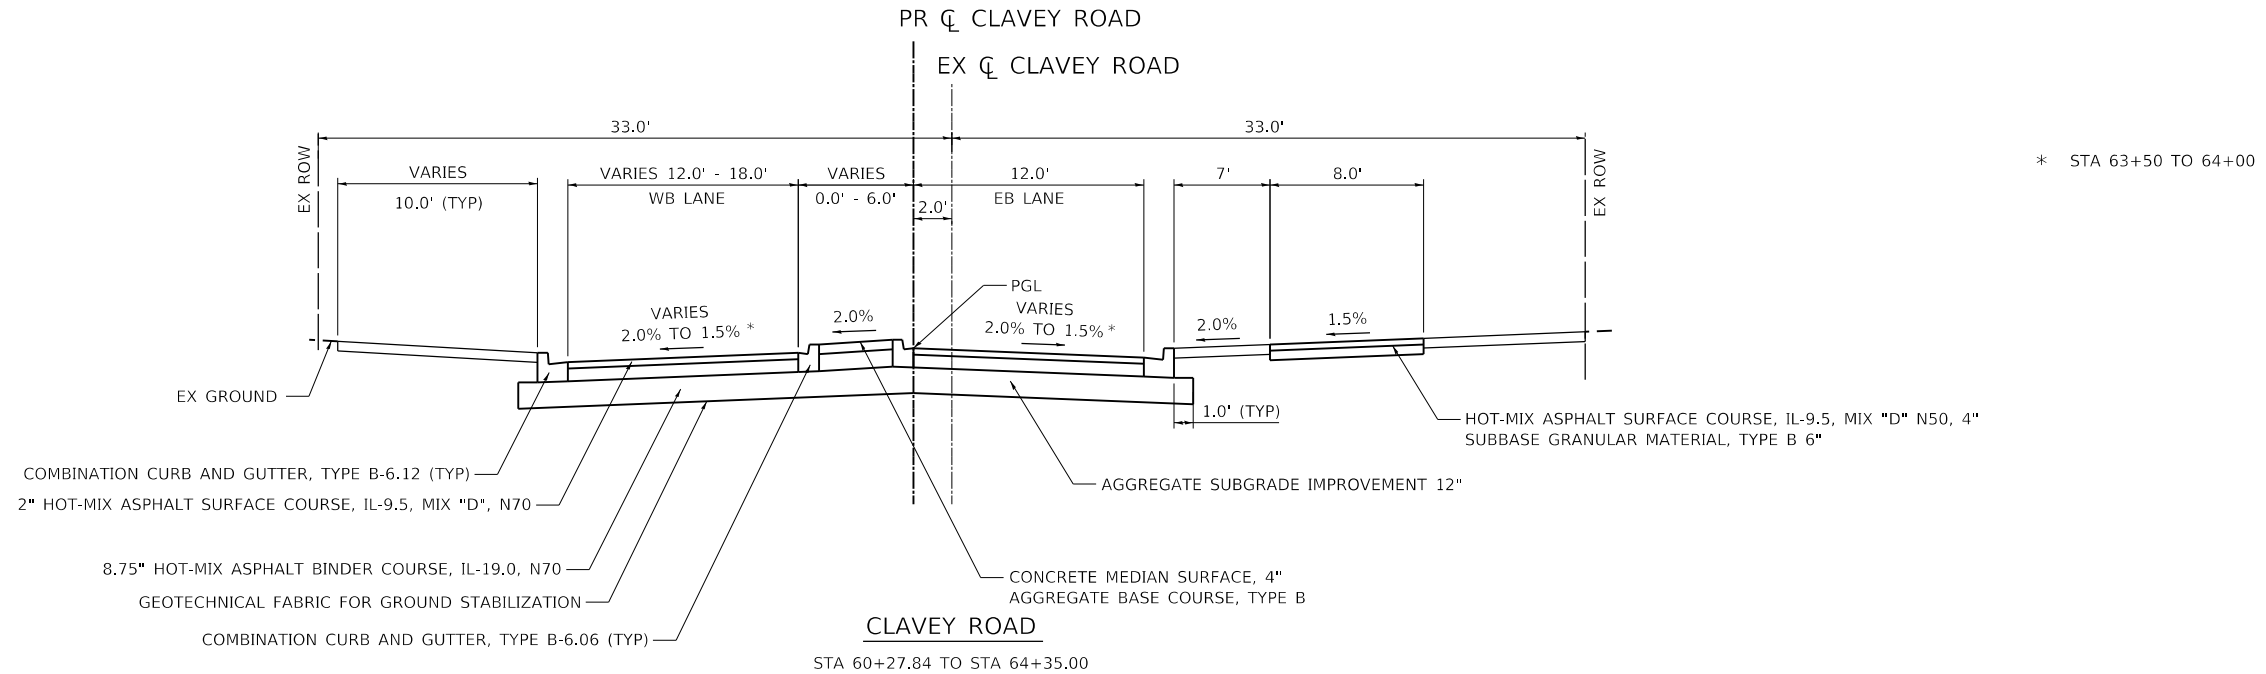 PR ℄ CLAVEY ROAD
EX ℄ CLAVEY ROAD
33.0'
33.0'
EX ROW
EX ROW
* STA 63+50 TO 64+00
VARIES
10.0' (TYP)
VARIES 12.0' - 18.0'
WB LANE
VARIES
0.0' - 6.0'
12.0'
EB LANE
2.0'
7'
8.0'
PGL
VARIES
2.0% TO 1.5% *
2.0%
VARIES
2.0% TO 1.5% *
2.0%
1.5%
EX GROUND
1.0' (TYP)
HOT-MIX ASPHALT SURFACE COURSE, IL-9.5, MIX "D" N50, 4"
SUBBASE GRANULAR MATERIAL, TYPE B 6"
COMBINATION CURB AND GUTTER, TYPE B-6.12 (TYP)
AGGREGATE SUBGRADE IMPROVEMENT 12"
2" HOT-MIX ASPHALT SURFACE COURSE, IL-9.5, MIX "D", N70
8.75" HOT-MIX ASPHALT BINDER COURSE, IL-19.0, N70
CONCRETE MEDIAN SURFACE, 4"
AGGREGATE BASE COURSE, TYPE B
GEOTECHNICAL FABRIC FOR GROUND STABILIZATION
COMBINATION CURB AND GUTTER, TYPE B-6.06 (TYP)
CLAVEY ROAD
STA 60+27.84 TO STA 64+35.00